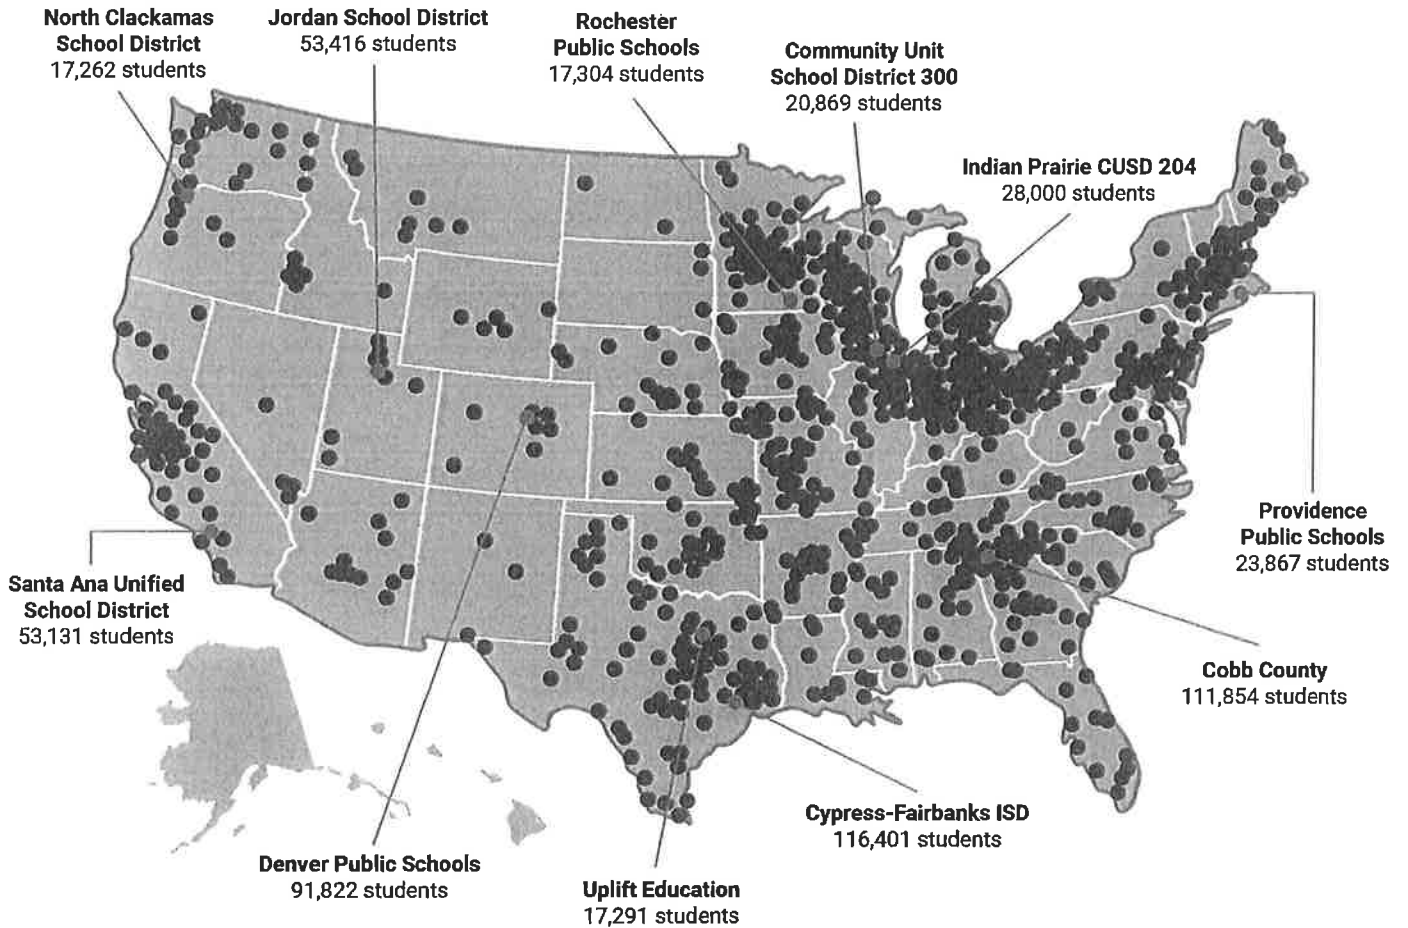 North Clackamas
School District
17,262 students
Jordan School District
53,416 students
Rochester
Public Schools
17,304 students
Community Unit
School District 300
20,869 students
Indian Prairie CUSD 204
28,000 students
Providence
Public Schools
23,867 students
Santa Ana Unified
School District
53,131 students
Cobb County
111,854 students
Cypress-Fairbanks ISD
116,401 students
Denver Public Schools
91,822 students
Uplift Education
17,291 students